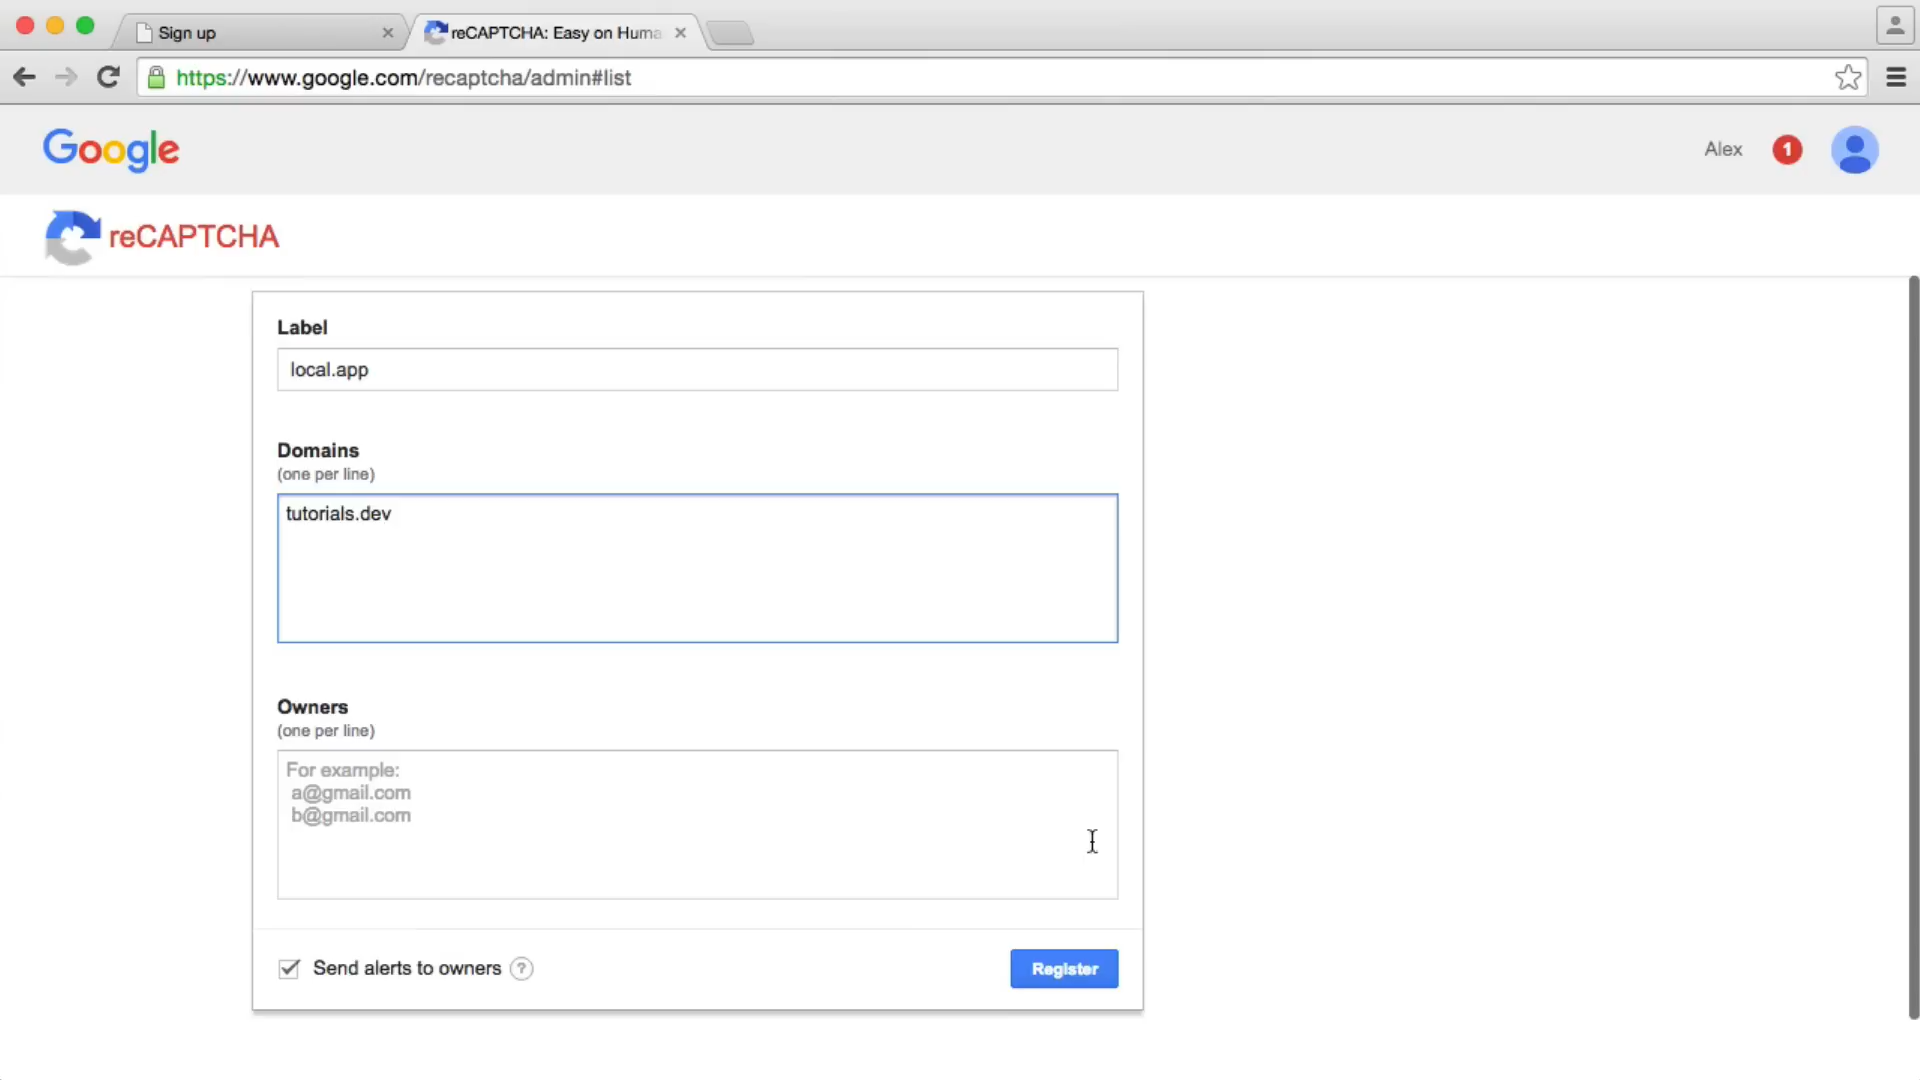 Sign up
reCAPTCHA: Easy on Huma
https://www.google.com/recaptcha/admin#list
Google
Alex
1
reCAPTCHA
Label
local.app
Domains
(one per line)
tutorials.dev
Owners
(one per line)
For example:
a@gmail.com
b@gmail.com
Send alerts to owners ?
Register